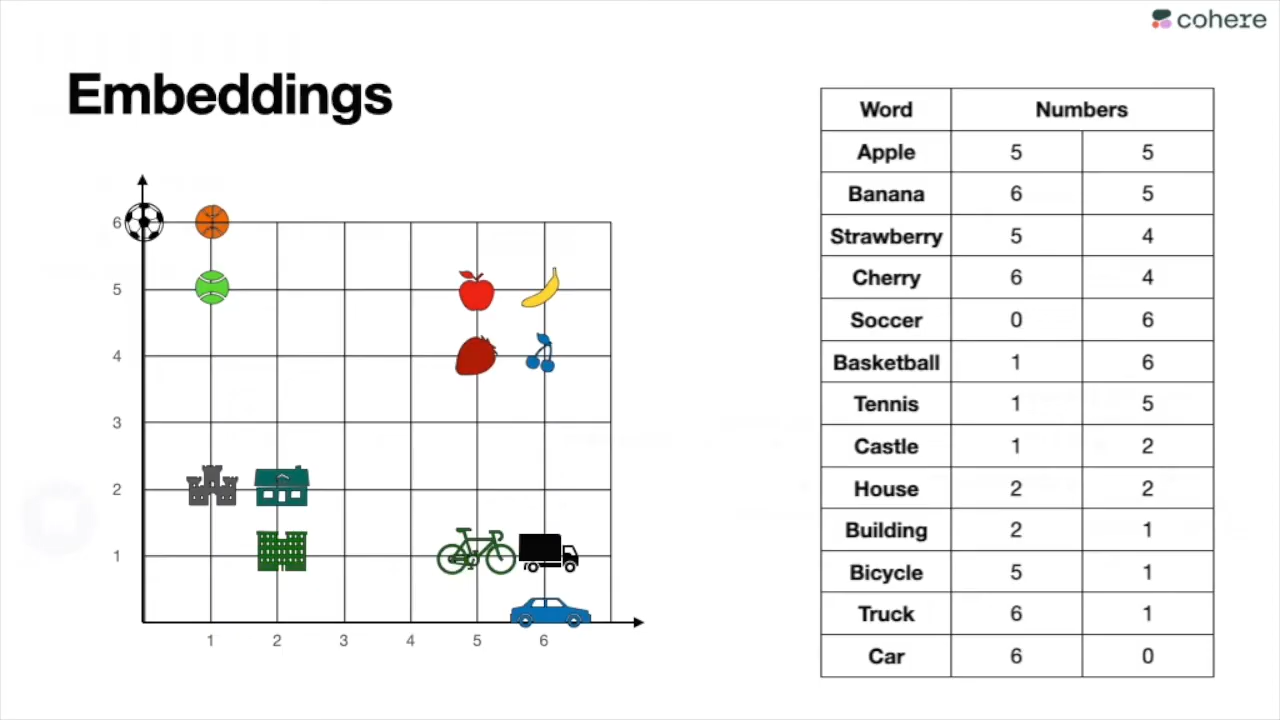 cohere
Embeddings
6
5
4
3
2
1
1 2 3 4 5 6
Word Numbers
Apple 5 5
Banana 6 5
Strawberry 5 4
Cherry 6 4
Soccer 0 6
Basketball 1 6
Tennis 1 5
Castle 1 2
House 2 2
Building 2 1
Bicycle 5 1
Truck 6 1
Car 6 0